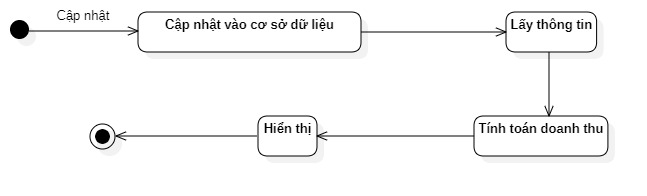 Cập nhật
Cập nhật vào cơ sở dữ liệu
Lấy thông tin
Tính toán doanh thu
Hiển thị